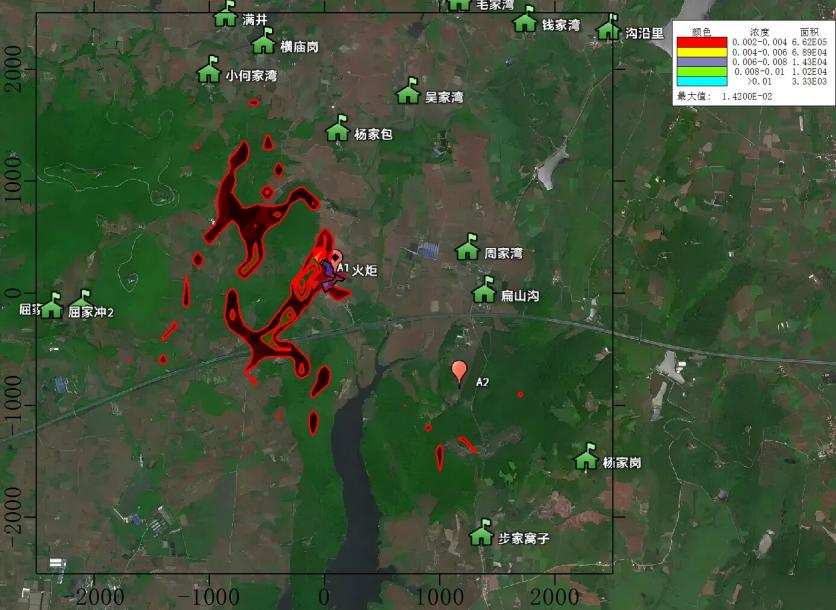 毛家湾
满井
钱家湾
沟沿里
横庙岗
小何家湾
吴家湾
杨家包
周家湾
A1 火炬
扁山沟
屈家冲2
A2
杨家岗
步家窝子
颜色 浓度 面积
0.002-0.004 6.62E05
0.004-0.006 6.89E04
0.006-0.008 1.43E04
0.008-0.01 1.02E04
>0.01 3.33E03
最大值: 1.4200E-02
2000
1000
0
-1000
-2000
-2000 -1000 0 1000 2000